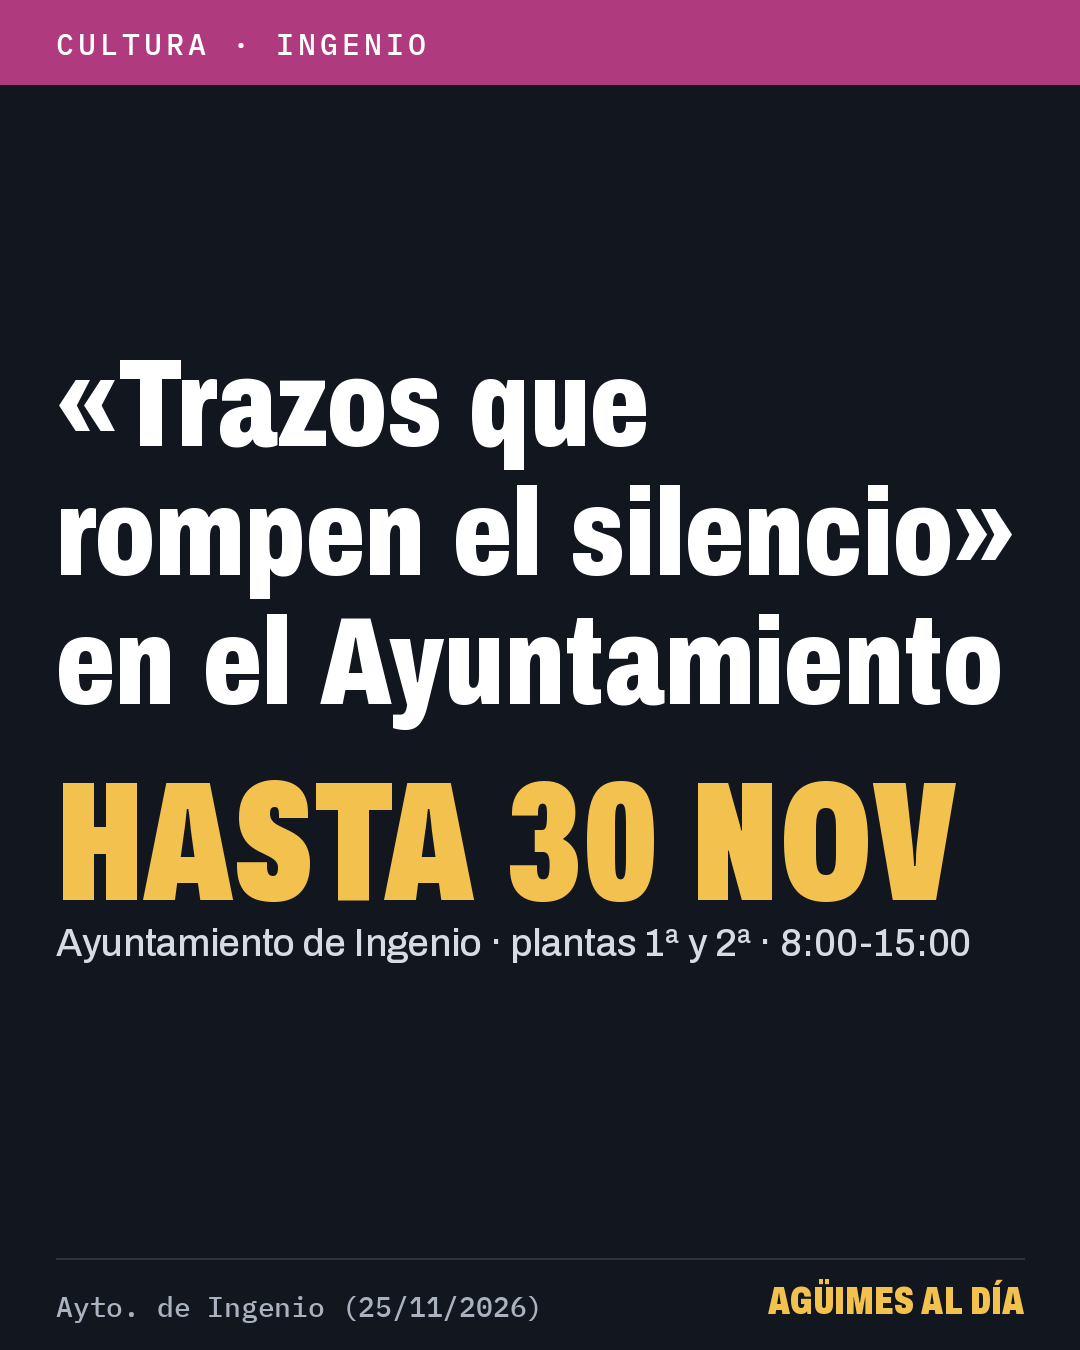 CULTURA · INGENIO
«Trazos que
rompen el silencio»
en el Ayuntamiento
HASTA 30 NOV
Ayuntamiento de Ingenio · plantas 1ª y 2ª · 8:00-15:00
Ayto. de Ingenio (25/11/2026)
AGÜIMES AL DÍA